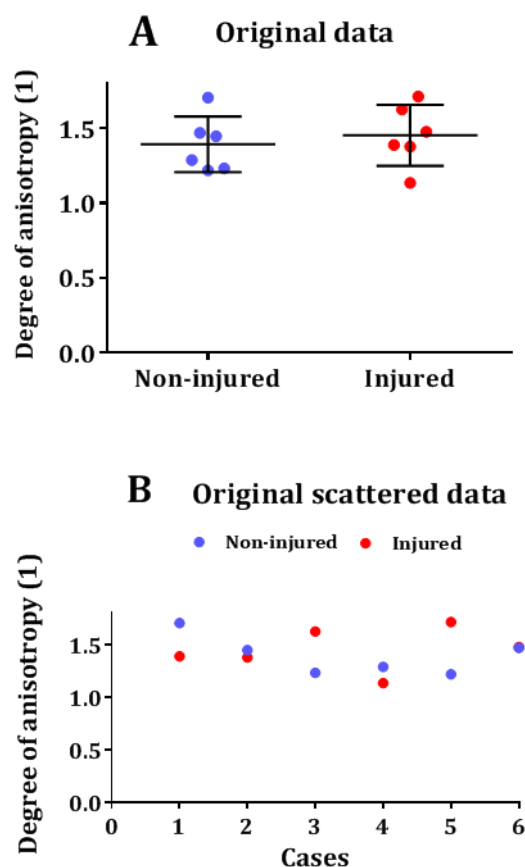 A Original data
Degree of anisotropy (1)
1.5
1.0
0.5
0.0
Non-injured Injured
B Original scattered data
Non-injured Injured
Degree of anisotropy (1)
1.5
1.0
0.5
0.0
0 1 2 3 4 5 6
Cases